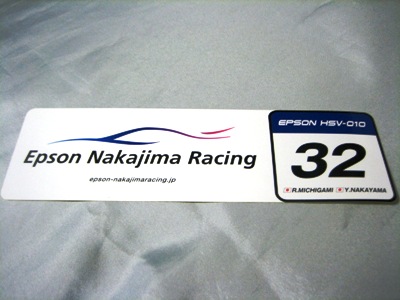 Epson Nakajima Racing
epson-nakajimaracing.jp
EPSON HSV-010
32
R.MICHIGAMI Y.NAKAYAMA